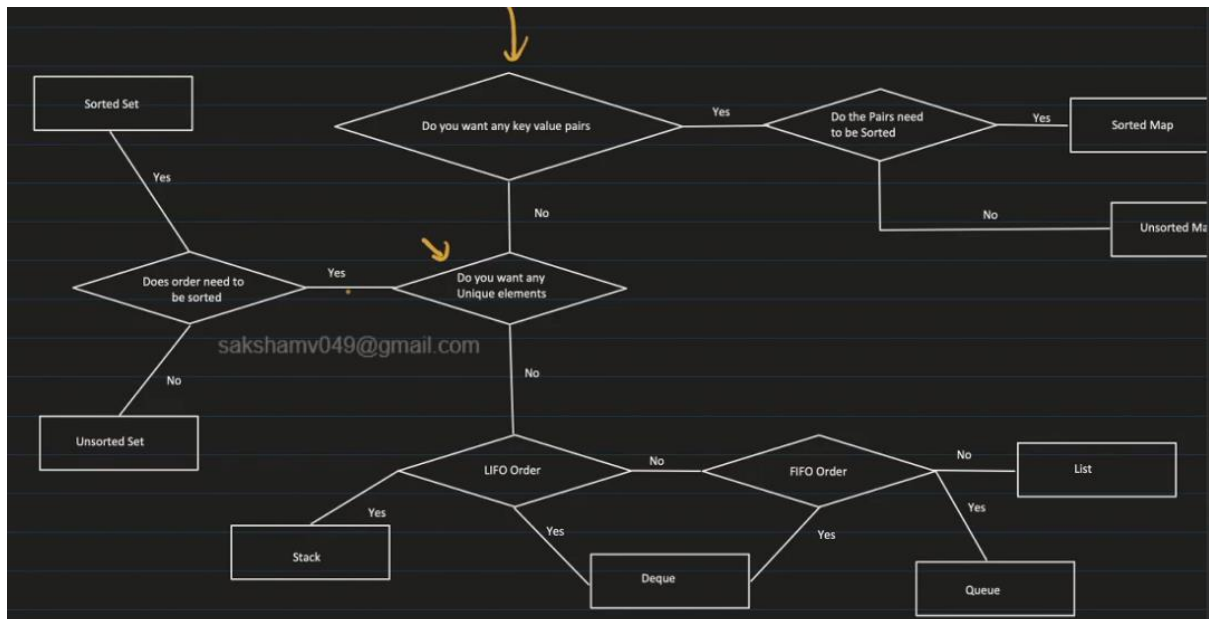 Sorted Set
Do you want any key value pairs
Yes
Do the Pairs need
to be Sorted
Yes
Sorted Map
Yes
No
No
Unsorted Ma
Does order need to
be sorted
Yes
Do you want any
Unique elements
sakshamv049@gmail.com
No
No
Unsorted Set
LIFO Order
No
FIFO Order
No
List
Yes
Yes
Yes
Yes
Stack
Deque
Queue